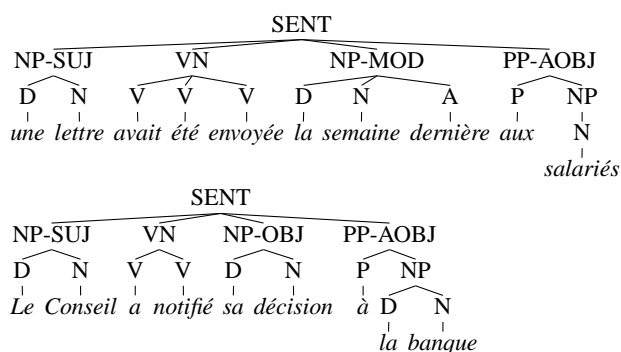 SENT
NP-SUJ VN NP-MOD PP-AOBJ
D N V V V D N A P NP
une lettre avait été envoyée la semaine dernière aux N
salariés
SENT
NP-SUJ VN NP-OBJ PP-AOBJ
D N V V D N P NP
Le Conseil a notifié sa décision à D N
la banque